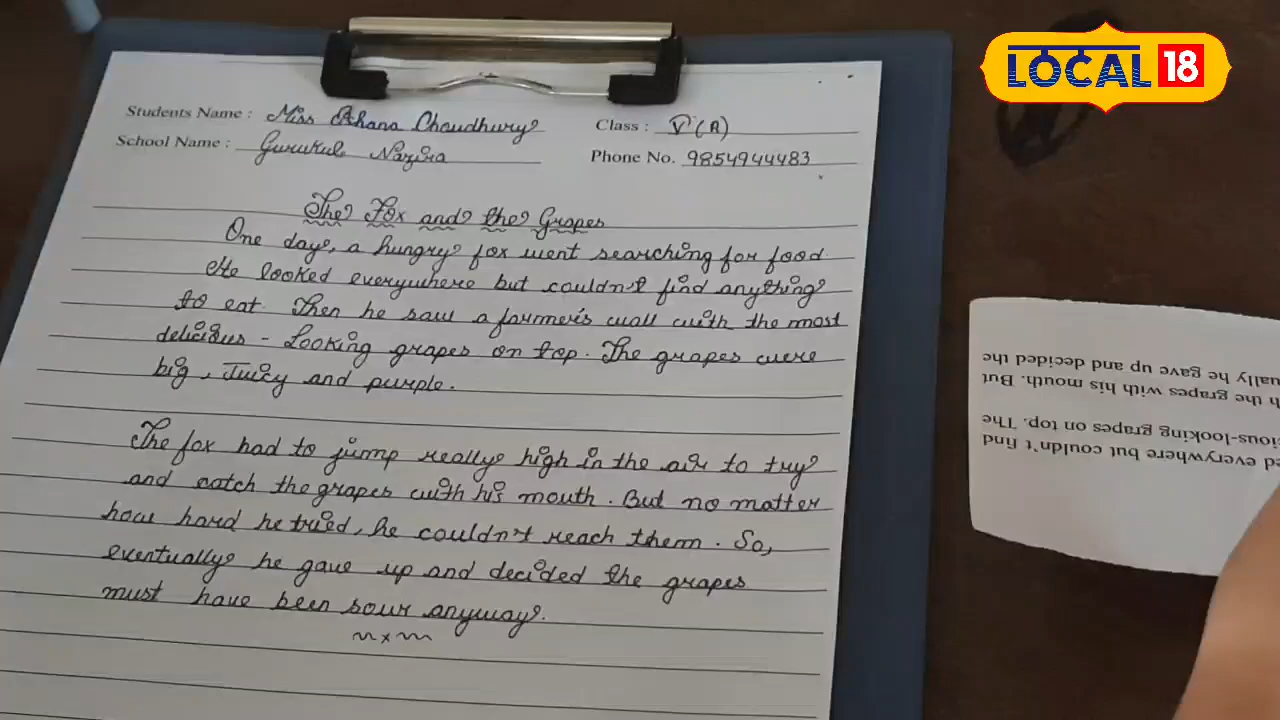 LOCAL 18
Students Name : Miss Ahana Chaudhury Class : V (A)
School Name : Gurukul Nazira Phone No. 9854944483
The Fox and the Grapes
One day, a hungry fox went searching for food.
He looked everywhere but couldn't find anything
to eat. Then he saw a farmer's wall with the most
delicious - Looking grapes on top. The grapes were
big, Juicy and purple.
The fox had to jump really high in the air to try
and catch the grapes with his mouth. But no matter
how hard he tried, he couldn't reach them. So,
eventually he gave up and decided the grapes
must have been sour anyway.
ed everywhere but couldn't find
cious-looking grapes on top. The
h the grapes with his mouth. But
ually he gave up and decided the